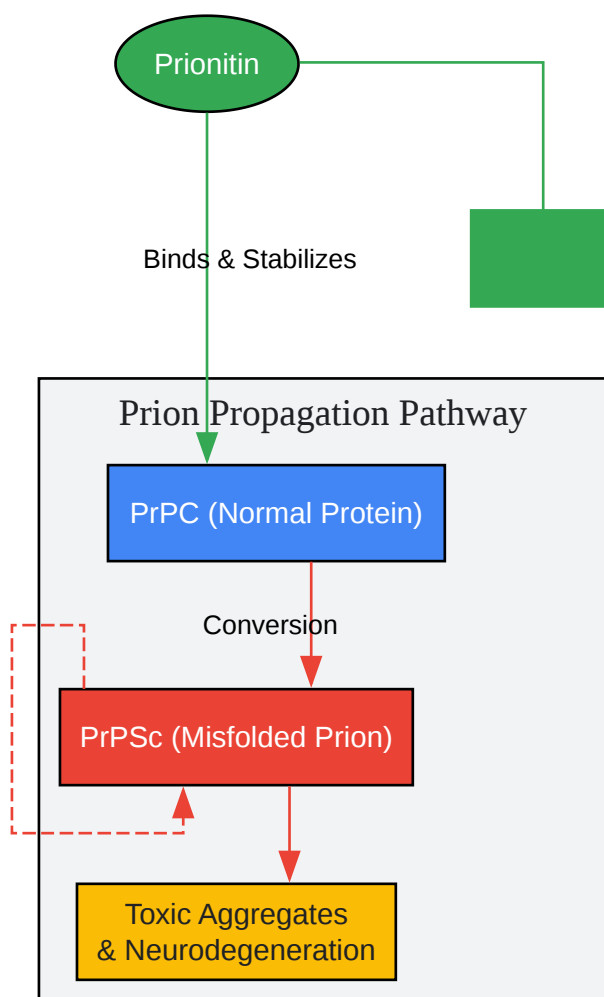 Prionitin
Binds & Stabilizes
Prion Propagation Pathway
PrPC (Normal Protein)
Conversion
PrPSc (Misfolded Prion)
Toxic Aggregates
& Neurodegeneration